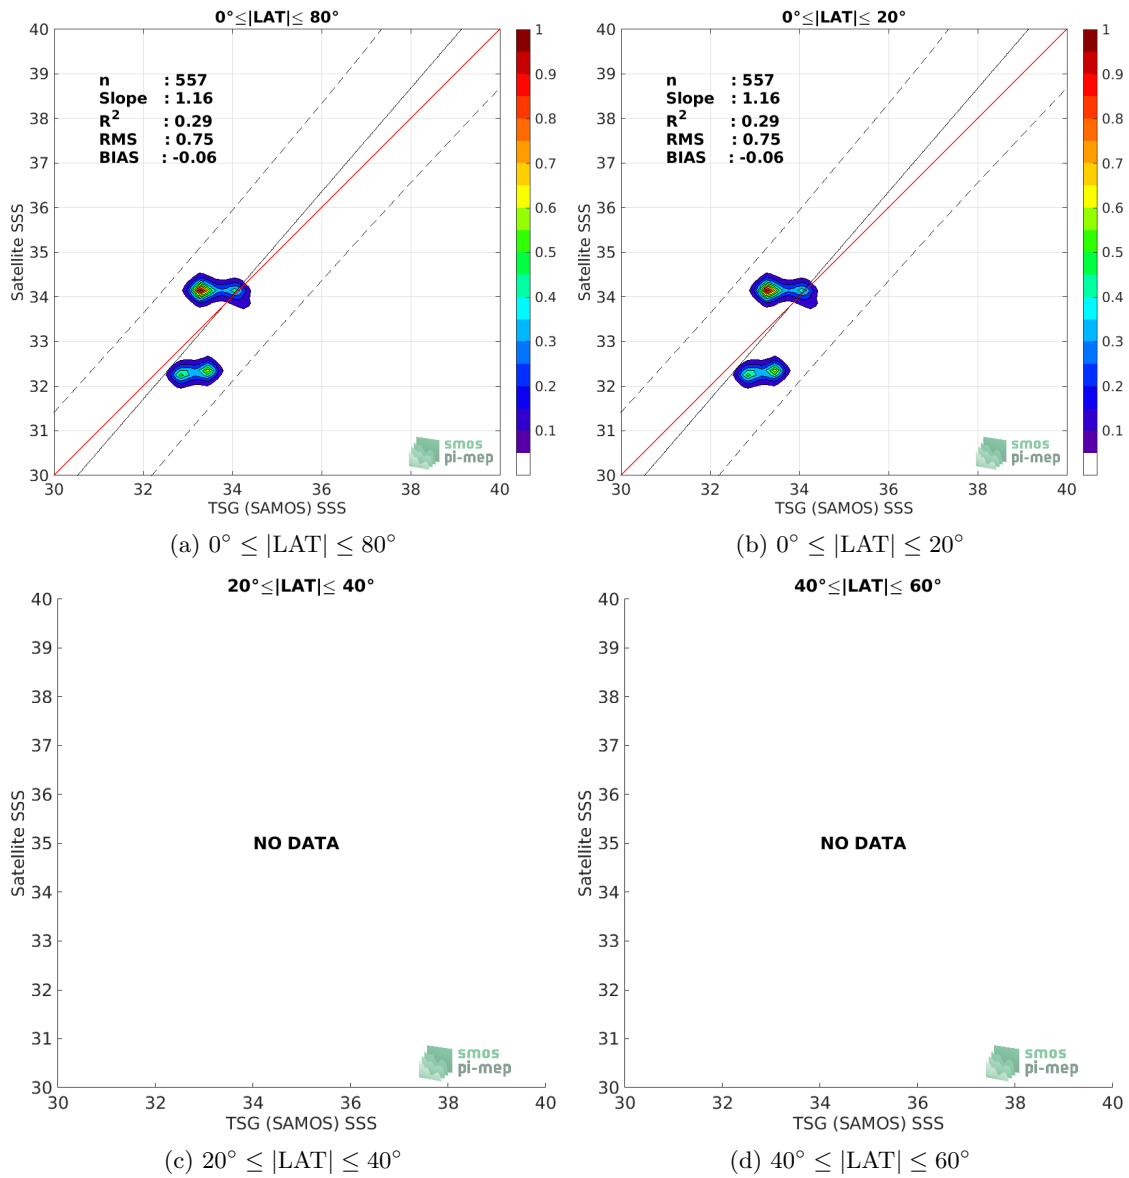 0°≤|LAT|≤ 80°
40
39
38
37
36
35
34
33
32
31
30
30
32
34
36
38
40
Satellite SSS
TSG (SAMOS) SSS
n : 557
Slope : 1.16
R² : 0.29
RMS : 0.75
BIAS : -0.06
1
0.9
0.8
0.7
0.6
0.5
0.4
0.3
0.2
0.1
smos
pi-mep
(a) 0° ≤ |LAT| ≤ 80°
0°≤|LAT|≤ 20°
40
39
38
37
36
35
34
33
32
31
30
30
32
34
36
38
40
Satellite SSS
TSG (SAMOS) SSS
n : 557
Slope : 1.16
R² : 0.29
RMS : 0.75
BIAS : -0.06
1
0.9
0.8
0.7
0.6
0.5
0.4
0.3
0.2
0.1
smos
pi-mep
(b) 0° ≤ |LAT| ≤ 20°
20°≤|LAT|≤ 40°
40
39
38
37
36
35
34
33
32
31
30
30
32
34
36
38
40
Satellite SSS
TSG (SAMOS) SSS
NO DATA
smos
pi-mep
(c) 20° ≤ |LAT| ≤ 40°
40°≤|LAT|≤ 60°
40
39
38
37
36
35
34
33
32
31
30
30
32
34
36
38
40
Satellite SSS
TSG (SAMOS) SSS
NO DATA
smos
pi-mep
(d) 40° ≤ |LAT| ≤ 60°